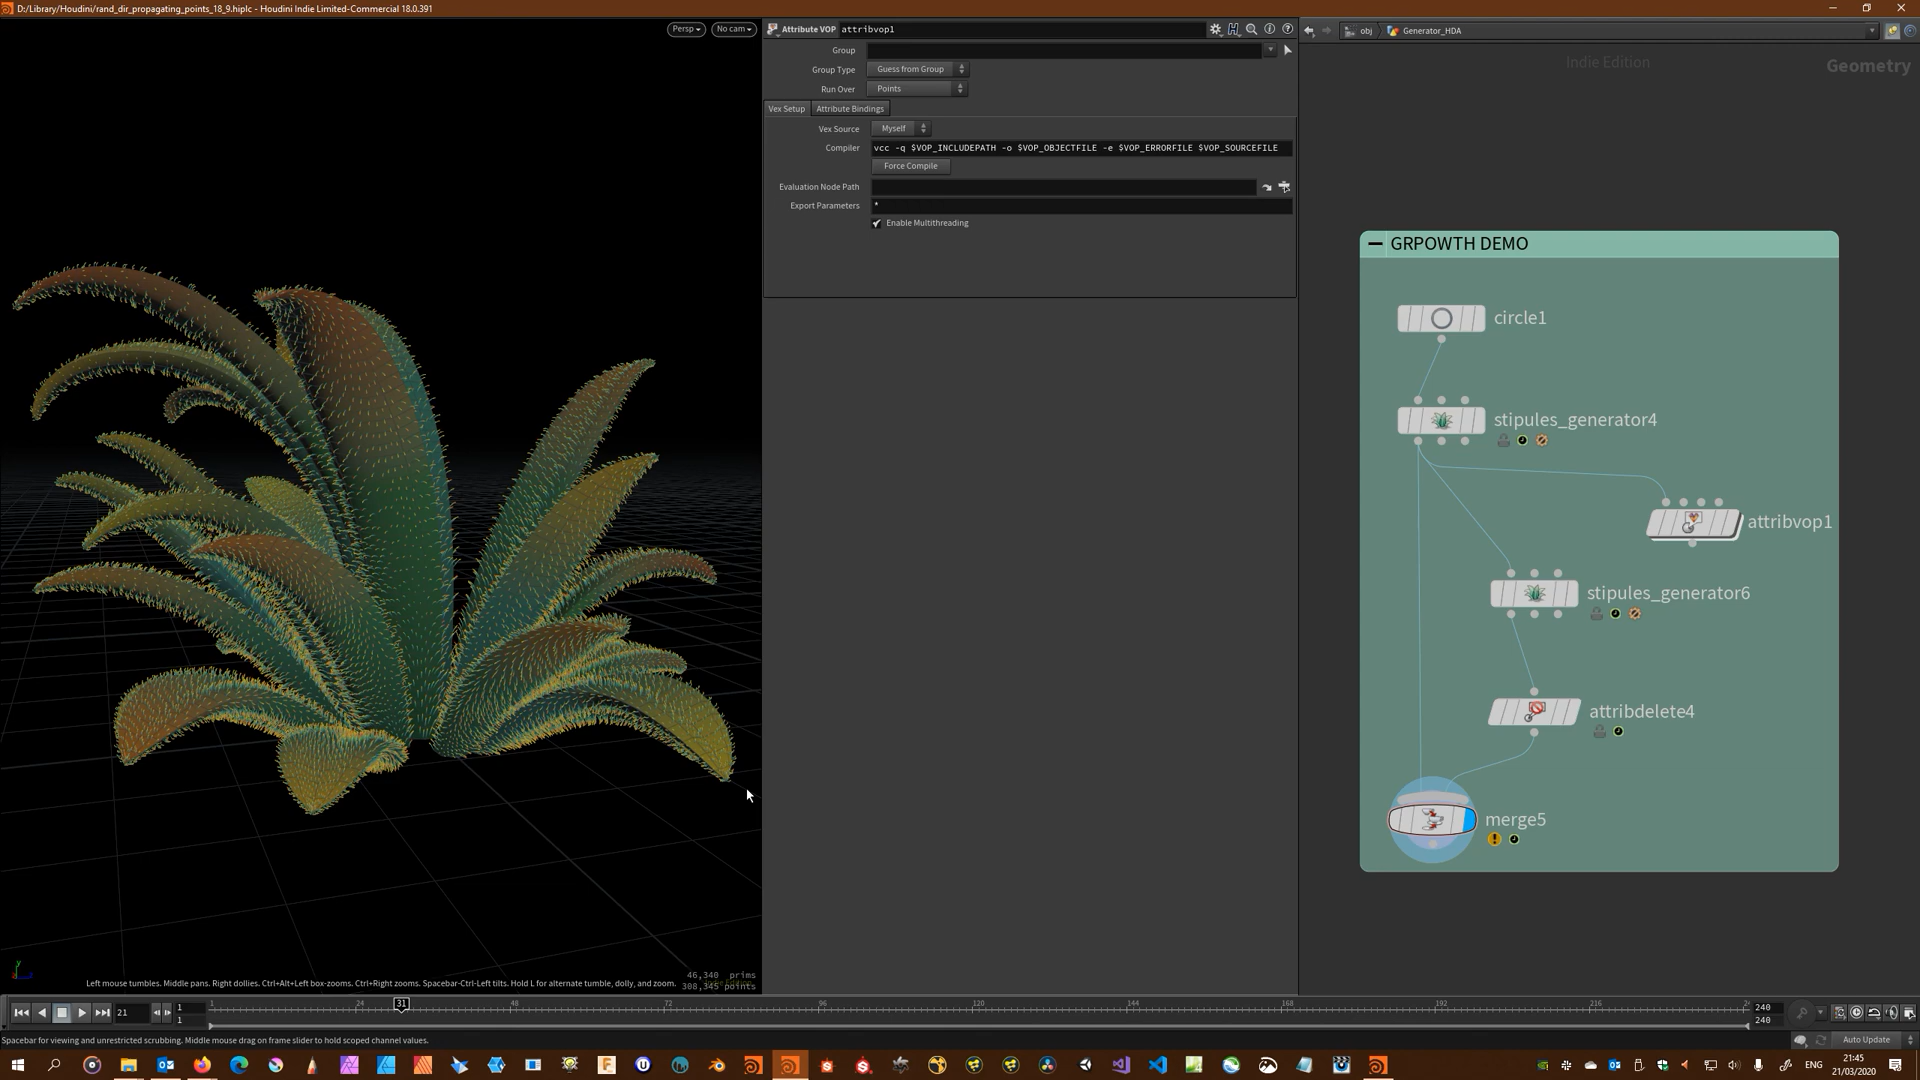 D:/Library/Houdini/rand_dir_propagating_points_18_9.hiplc - Houdini Indie Limited-Commercial 18.0.391
Persp
No cam
Attribute VOP attribvop1
Group
Group Type Guess from Group
Run Over Points
Vex Setup Attribute Bindings
Vex Source Myself
Compiler vcc -q $VOP_INCLUDEPATH -o $VOP_OBJECTFILE -e $VOP_ERRORFILE $VOP_SOURCEFILE
Force Compile
Evaluation Node Path
Export Parameters *
Enable Multithreading
obj Generator_HDA
Indie Edition
Geometry
GRPOWTH DEMO
circle1
stipules_generator4
attribvop1
stipules_generator6
attribdelete4
merge5
46,340 prims
308,345 points
Left mouse tumbles. Middle pans. Right dollies. Ctrl+Alt+Left box-zooms. Ctrl+Right zooms. Spacebar-Ctrl-Left tilts. Hold L for alternate tumble, dolly, and zoom.
21
1
1
1 24 31 48 72 96 120 144 168 192 216
240
240
Spacebar for viewing and unrestricted scrubbing. Middle mouse drag on frame slider to hold scoped channel values.
Auto Update
ENG
21:45
21/03/2020